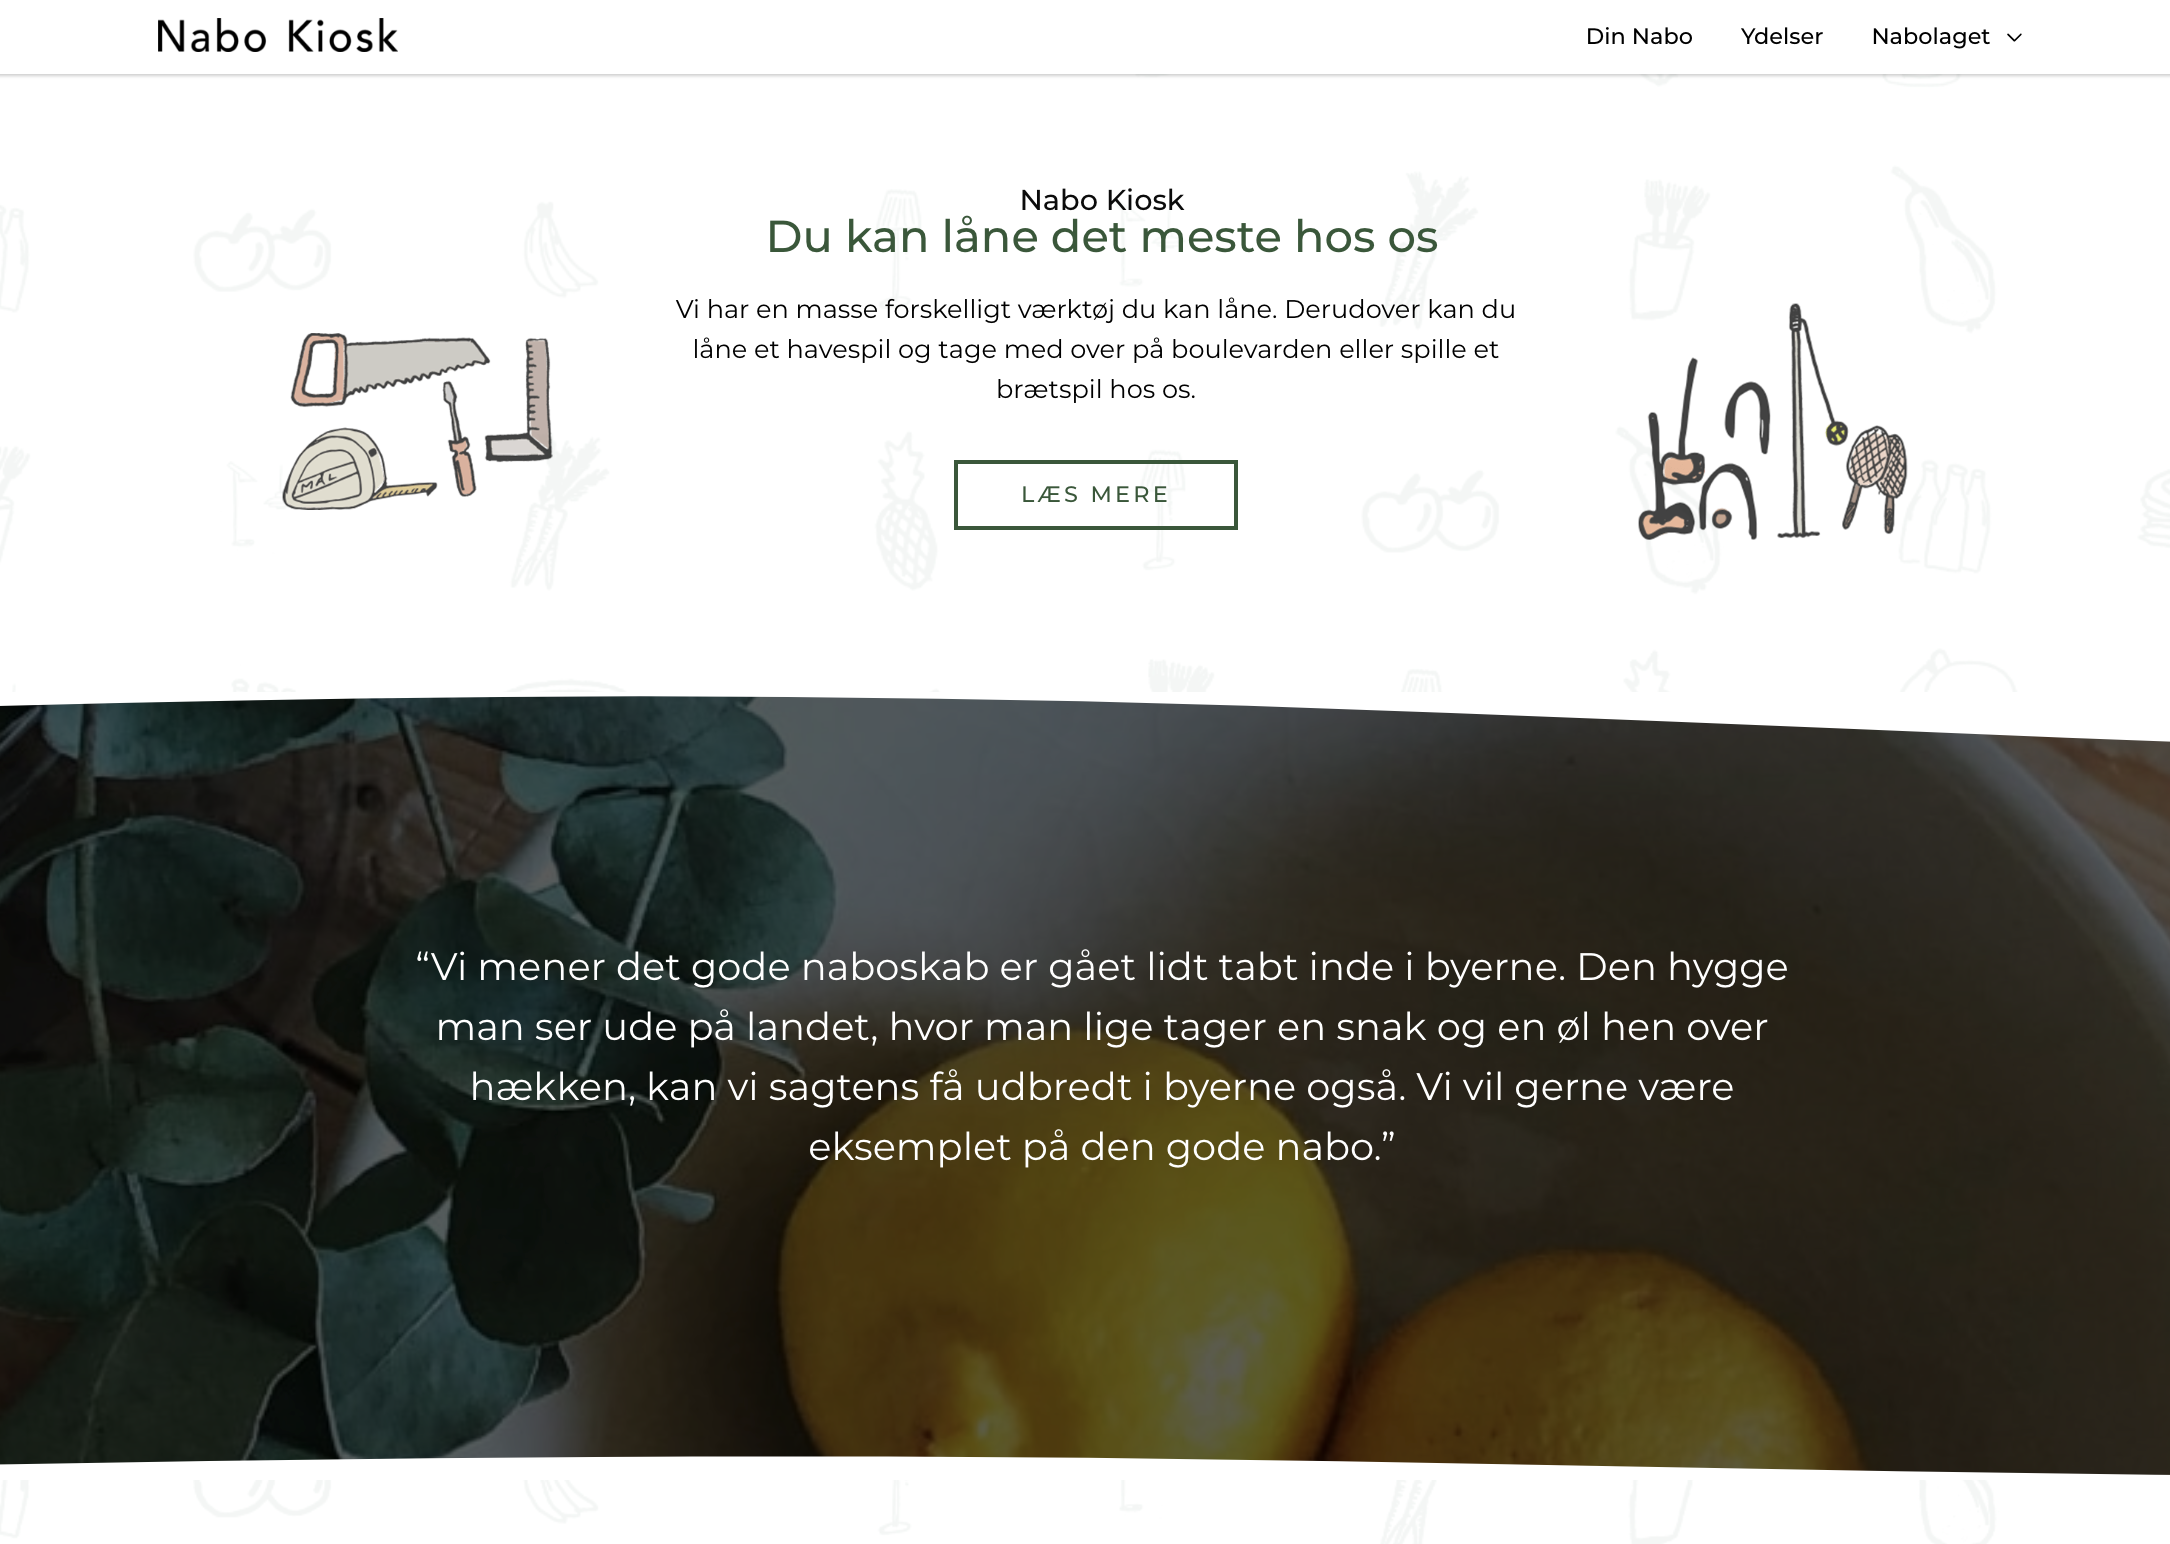 Nabo Kiosk
Din Nabo
Ydelser
Nabolaget
Nabo Kiosk
Du kan låne det meste hos os
Vi har en masse forskelligt værktøj du kan låne. Derudover kan du
låne et havespil og tage med over på boulevarden eller spille et
brætspil hos os.
MÅL
LÆS MERE
“Vi mener det gode naboskab er gået lidt tabt inde i byerne. Den hygge
man ser ude på landet, hvor man lige tager en snak og en øl hen over
hækken, kan vi sagtens få udbredt i byerne også. Vi vil gerne være
eksemplet på den gode nabo.”